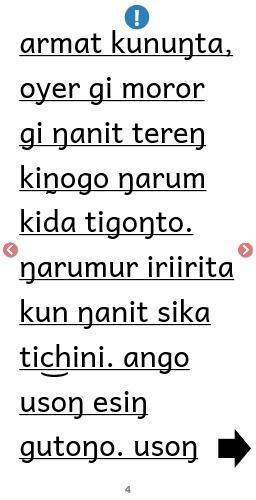 armat kunuŋta,
oyer gi moror
gi ŋanit tereŋ
kiŋogo ŋarum
kida tigoŋto.
ŋarumur iriirita
kun ŋanit sika
tic͜hini. ango
usoŋ esiŋ
gutoŋo. usoŋ
4